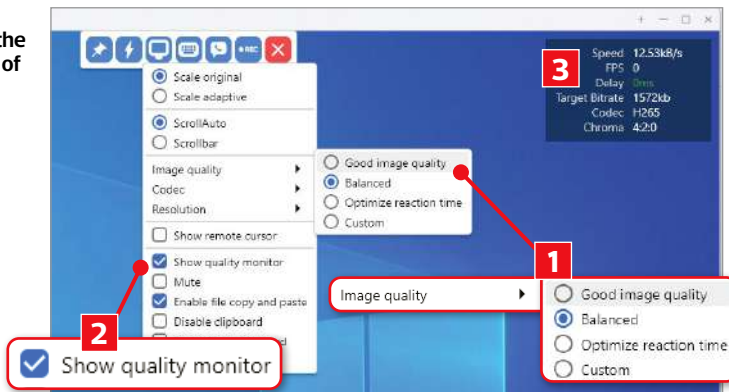 the
of
REC
Scale original
Scale adaptive
ScrollAuto
Scrollbar
Image quality
Codec
Resolution
Show remote cursor
Show quality monitor
Mute
Enable file copy and paste
Disable clipboard
Good image quality
Balanced
Optimize reaction time
Custom
3
Speed 12.53kB/s
FPS 0
Delay 0ms
Target Bitrate 1572kb
Codec H265
Chroma 4:2:0
1
Image quality
Good image quality
Balanced
Optimize reaction time
Custom
2
Show quality monitor